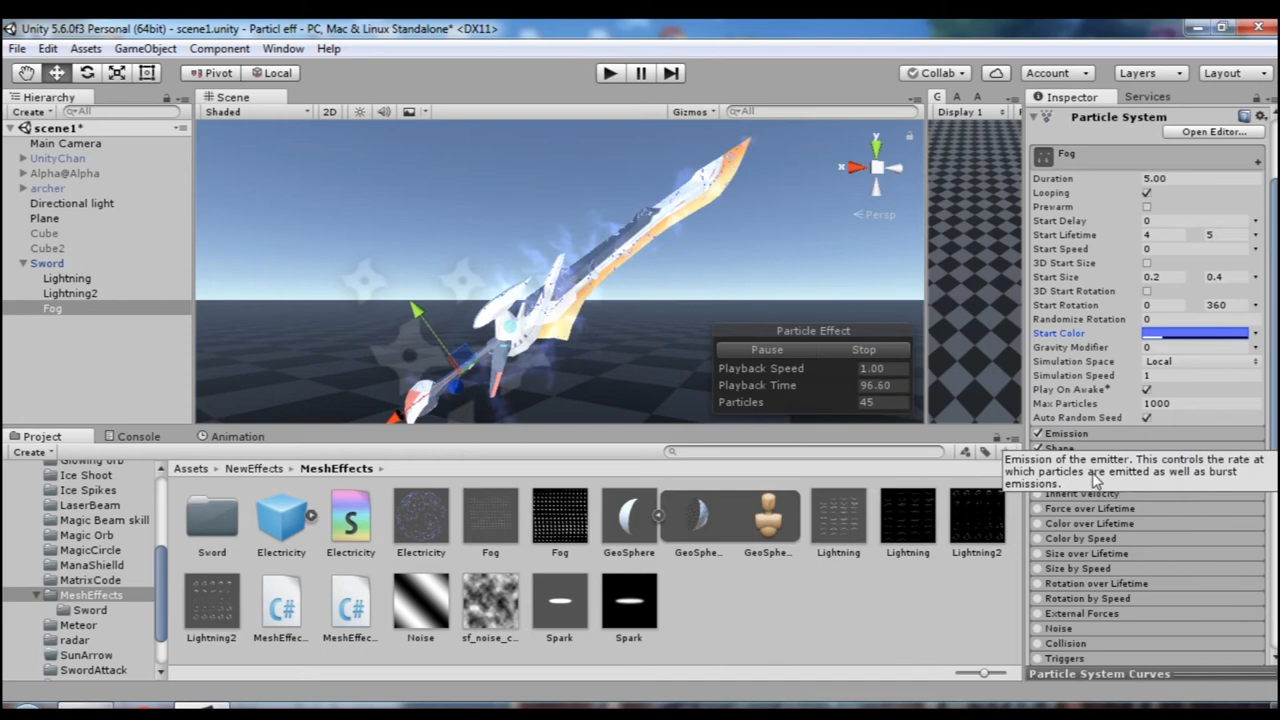 Unity 5.6.0f3 Personal (64bit) - scene1.unity - Particl eff - PC, Mac & Linux Standalone* <DX11>
File Edit Assets GameObject Component Window Help
Pivot Local Collab Account Layers Layout
Hierarchy
Create All
scene1*
Main Camera
UnityChan
Alpha@Alpha
archer
Directional light
Plane
Cube
Cube2
Sword
Lightning
Lightning2
Fog
Scene
Shaded 2D Gizmos All
y
x
Persp
Particle Effect
Pause Stop
Playback Speed 1.00
Playback Time 96.60
Particles 45
G A A
Display 1
Inspector Services
Particle System
Open Editor...
Fog
Duration 5.00
Looping
Prewarm
Start Delay 0
Start Lifetime 4 5
Start Speed 0
3D Start Size
Start Size 0.2 0.4
3D Start Rotation
Start Rotation 0 360
Randomize Rotation 0
Start Color
Gravity Modifier 0
Simulation Space Local
Simulation Speed 1
Play On Awake*
Max Particles 1000
Auto Random Seed
Emission
Shape
Emission of the emitter. This controls the rate at
which particles are emitted as well as burst
emissions.
Inherit Velocity
Force over Lifetime
Color over Lifetime
Color by Speed
Size over Lifetime
Size by Speed
Rotation over Lifetime
Rotation by Speed
External Forces
Noise
Collision
Triggers
Particle System Curves
Project Console Animation
Create
Glowing orb
Ice Shoot
Ice Spikes
LaserBeam
Magic Beam skill
Magic Orb
MagicCircle
ManaShielld
MatrixCode
MeshEffects
Sword
Meteor
radar
SunArrow
SwordAttack
Assets NewEffects MeshEffects
Sword Electricity Electricity Electricity Fog Fog GeoSphere GeoSphe... GeoSphe... Lightning Lightning Lightning2
Lightning2 MeshEffec... MeshEffec... Noise sf_noise_c... Spark Spark